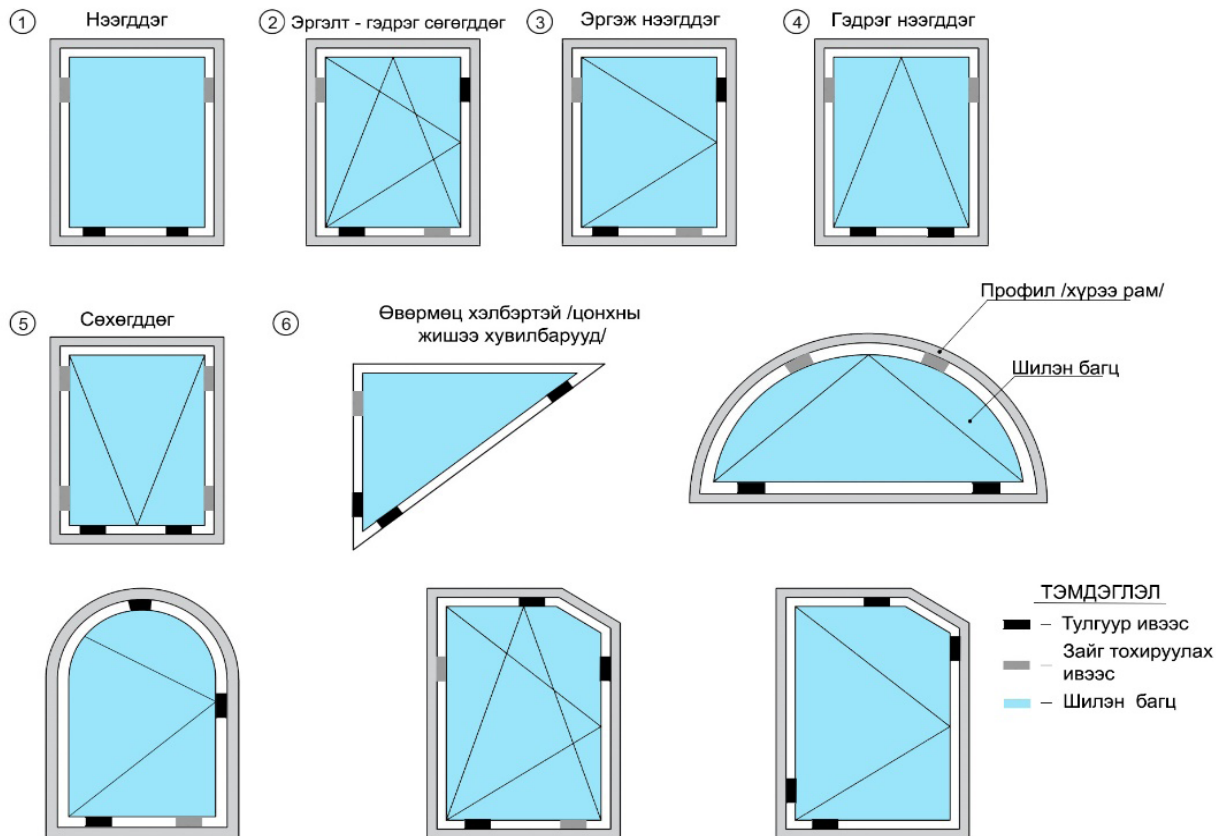 1 Нээгддэг
2 Эргэлт - гэдрэг сөгөгддөг
3 Эргэж нээгддэг
4 Гэдрэг нээгддэг
5 Сөхөгддөг
6 Өвөрмөц хэлбэртэй /цонхны
жишээ хувилбарууд/
Профил /хүрээ рам/
Шилэн багц
ТЭМДЭГЛЭЛ
– Тулгуур ивээс
– Зайг тохируулах
ивээс
– Шилэн багц